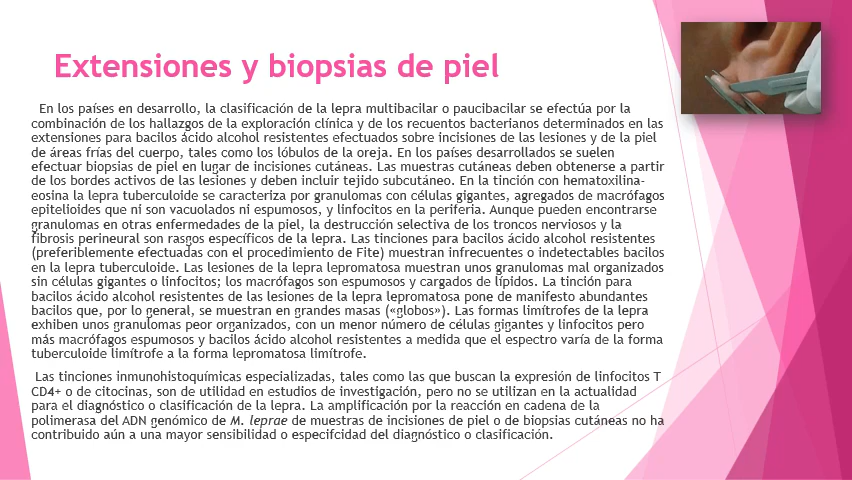 Extensiones y biopsias de piel
En los países en desarrollo, la clasificación de la lepra multibacilar o paucibacilar se efectúa por la
combinación de los hallazgos de la exploración clínica y de los recuentos bacterianos determinados en las
extensiones para bacilos ácido alcohol resistentes efectuados sobre incisiones de las lesiones y de la piel
de áreas frías del cuerpo, tales como los lóbulos de la oreja. En los países desarrollados se suelen
efectuar biopsias de piel en lugar de incisiones cutáneas. Las muestras cutáneas deben obtenerse a partir
de los bordes activos de las lesiones y deben incluir tejido subcutáneo. En la tinción con hematoxilina-
eosina la lepra tuberculoide se caracteriza por granulomas con células gigantes, agregados de macrófagos
epitelioides que ni son vacuolados ni espumosos, y linfocitos en la periferia. Aunque pueden encontrarse
granulomas en otras enfermedades de la piel, la destrucción selectiva de los troncos nerviosos y la
fibrosis perineural son rasgos específicos de la lepra. Las tinciones para bacilos ácido alcohol resistentes
(preferiblemente efectuadas con el procedimiento de Fite) muestran infrecuentes o indetectables bacilos
en la lepra tuberculoide. Las lesiones de la lepra lepromatosa muestran unos granulomas mal organizados
sin células gigantes o linfocitos; los macrófagos son espumosos y cargados de lípidos. La tinción para
bacilos ácido alcohol resistentes de las lesiones de la lepra lepromatosa pone de manifiesto abundantes
bacilos que, por lo general, se muestran en grandes masas («globos»). Las formas limítrofes de la lepra
exhiben unos granulomas peor organizados, con un menor número de células gigantes y linfocitos pero
más macrófagos espumosos y bacilos ácido alcohol resistentes a medida que el espectro varía de la forma
tuberculoide limítrofe a la forma lepromatosa limítrofe.
Las tinciones inmunohistoquímicas especializadas, tales como las que buscan la expresión de linfocitos T
CD4+ o de citocinas, son de utilidad en estudios de investigación, pero no se utilizan en la actualidad
para el diagnóstico o clasificación de la lepra. La amplificación por la reacción en cadena de la
polimerasa del ADN genómico de M. leprae de muestras de incisiones de piel o de biopsias cutáneas no ha
contribuido aún a una mayor sensibilidad o especifcidad del diagnóstico o clasificación.